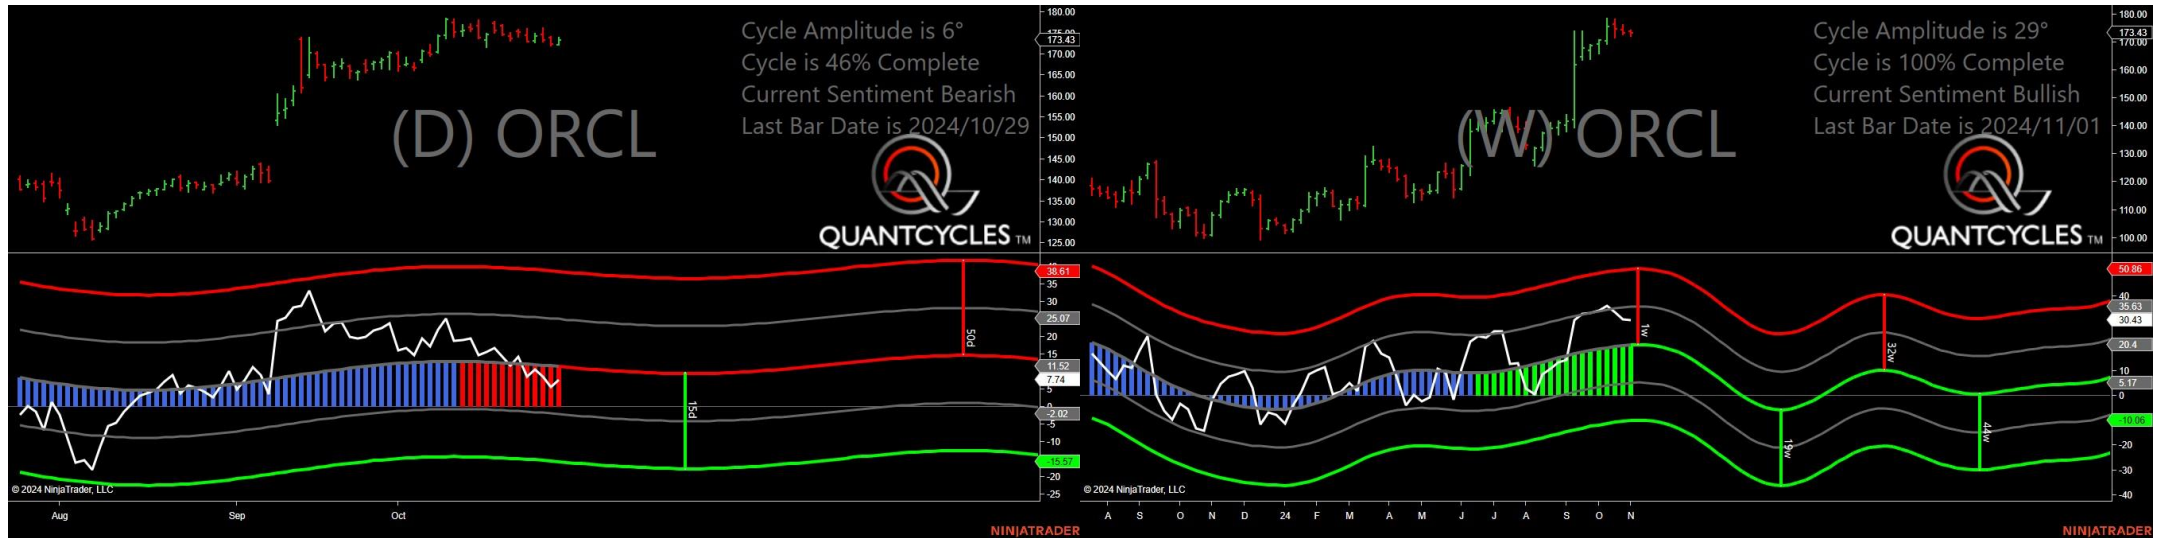 Cycle Amplitude is 6°
Cycle is 46% Complete
Current Sentiment Bearish
Last Bar Date is 2024/10/29
(D) ORCL
QUANTCYCLES TM
180.00
173.43
170.00
165.00
160.00
155.00
150.00
145.00
140.00
135.00
130.00
125.00
38.61
35
30
25.07
20
15
11.52
7.74
5
0
-2.02
-5
-10
-15.57
-20
-25
50d
15d
© 2024 NinjaTrader, LLC
Aug
Sep
Oct
NINJATRADER
Cycle Amplitude is 29°
Cycle is 100% Complete
Current Sentiment Bullish
Last Bar Date is 2024/11/01
(W) ORCL
QUANTCYCLES TM
180.00
173.43
170.00
160.00
150.00
140.00
130.00
120.00
110.00
100.00
50.86
40
35.63
30.43
20.4
10
5.17
0
-10.06
-20
-30
-40
1w
32w
19w
44w
© 2024 NinjaTrader, LLC
A S O N D 24 F M A M J J A S O N
NINJATRADER